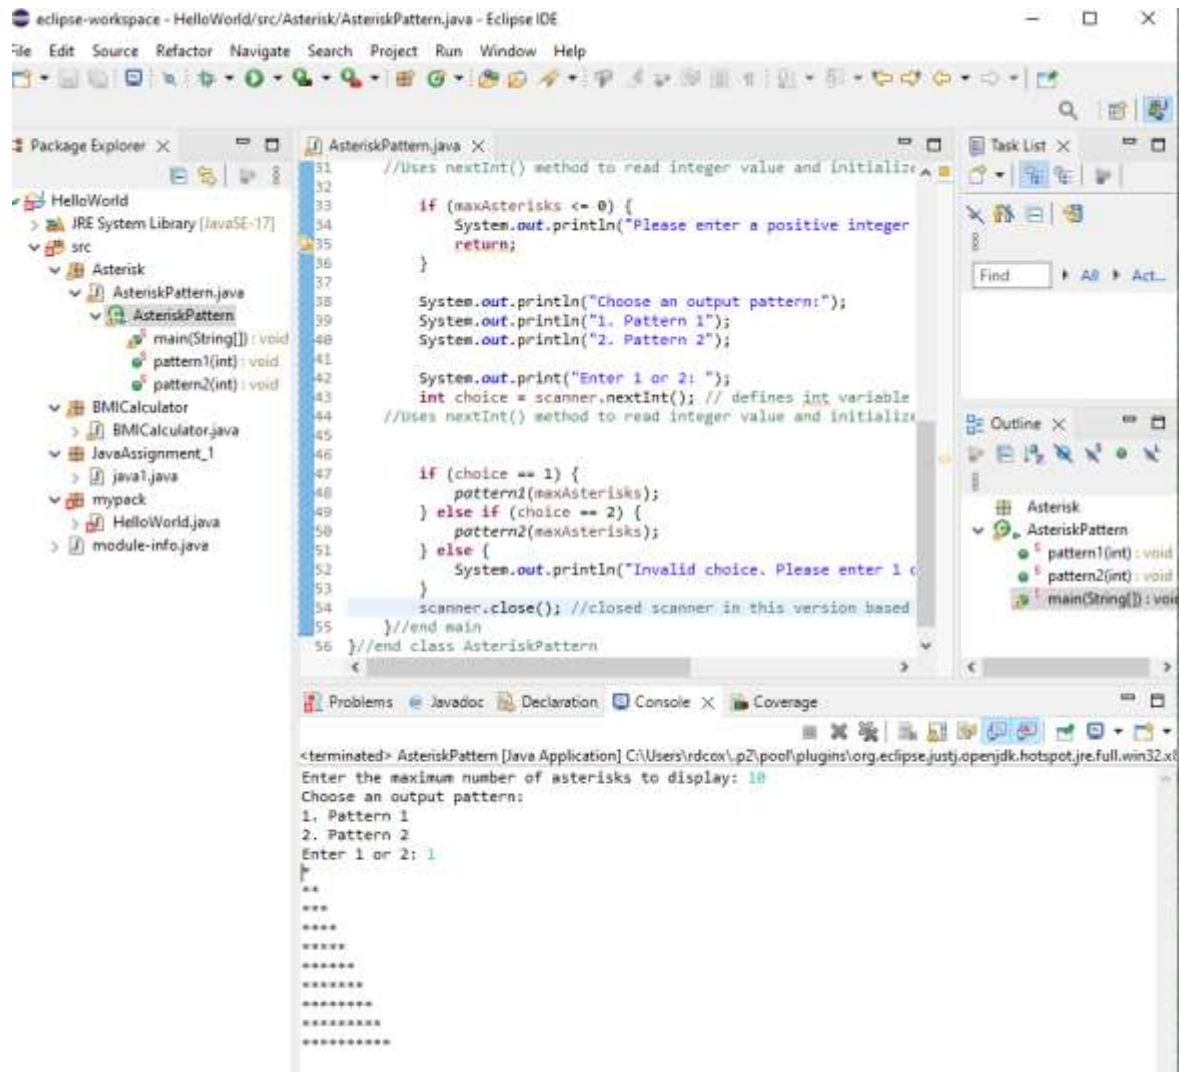 eclipse-workspace - HelloWorld/src/Asterisk/AsteriskPattern.java - Eclipse IDE
File Edit Source Refactor Navigate Search Project Run Window Help
Package Explorer
HelloWorld
JRE System Library [JavaSE-17]
src
Asterisk
AsteriskPattern.java
AsteriskPattern
main(String[]) : void
pattern1(int) : void
pattern2(int) : void
BMICalculator
BMICalculator.java
JavaAssignment_1
java1.java
mypack
HelloWorld.java
module-info.java
AsteriskPattern.java
31 //Uses nextInt() method to read integer value and initialize
32
33 if (maxAsterisks <= 0) {
34 System.out.println("Please enter a positive integer
35 return;
36 }
37
38 System.out.println("Choose an output pattern:");
39 System.out.println("1. Pattern 1");
40 System.out.println("2. Pattern 2");
41
42 System.out.print("Enter 1 or 2: ");
43 int choice = scanner.nextInt(); // defines int variable
44 //Uses nextInt() method to read integer value and initialize
45
46
47 if (choice == 1) {
48 pattern1(maxAsterisks);
49 } else if (choice == 2) {
50 pattern2(maxAsterisks);
51 } else {
52 System.out.println("Invalid choice. Please enter 1 o
53 }
54 scanner.close(); //closed scanner in this version based
55 }//end main
56 }//end class AsteriskPattern
Task List
Find All Act...
Outline
Asterisk
AsteriskPattern
pattern1(int) : void
pattern2(int) : void
main(String[]) : voi
Problems Javadoc Declaration Console Coverage
<terminated> AsteriskPattern [Java Application] C:\Users\rdcox\.p2\pool\plugins\org.eclipse.justj.openjdk.hotspot.jre.full.win32.x8
Enter the maximum number of asterisks to display: 10
Choose an output pattern:
1. Pattern 1
2. Pattern 2
Enter 1 or 2: 1
*
**
***
****
*****
******
*******
********
*********
**********